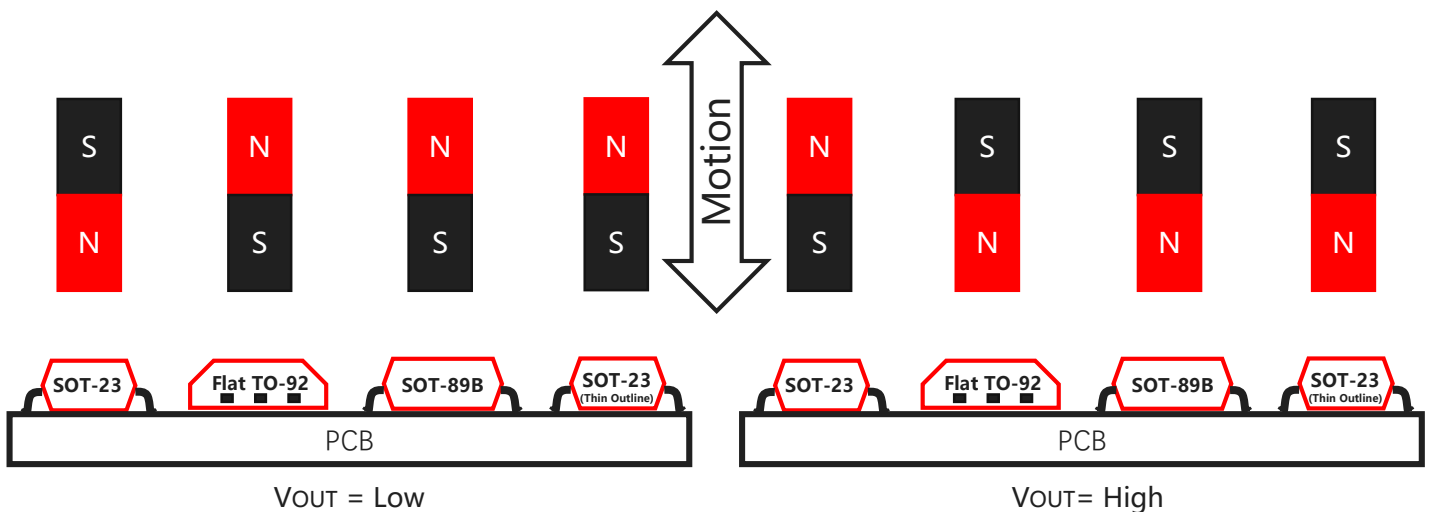 S N N N N S S S
N S S S S N N N
Motion
SOT-23 Flat TO-92 SOT-89B SOT-23 (Thin Outline) SOT-23 Flat TO-92 SOT-89B SOT-23 (Thin Outline)
PCB PCB
VOUT = Low VOUT= High